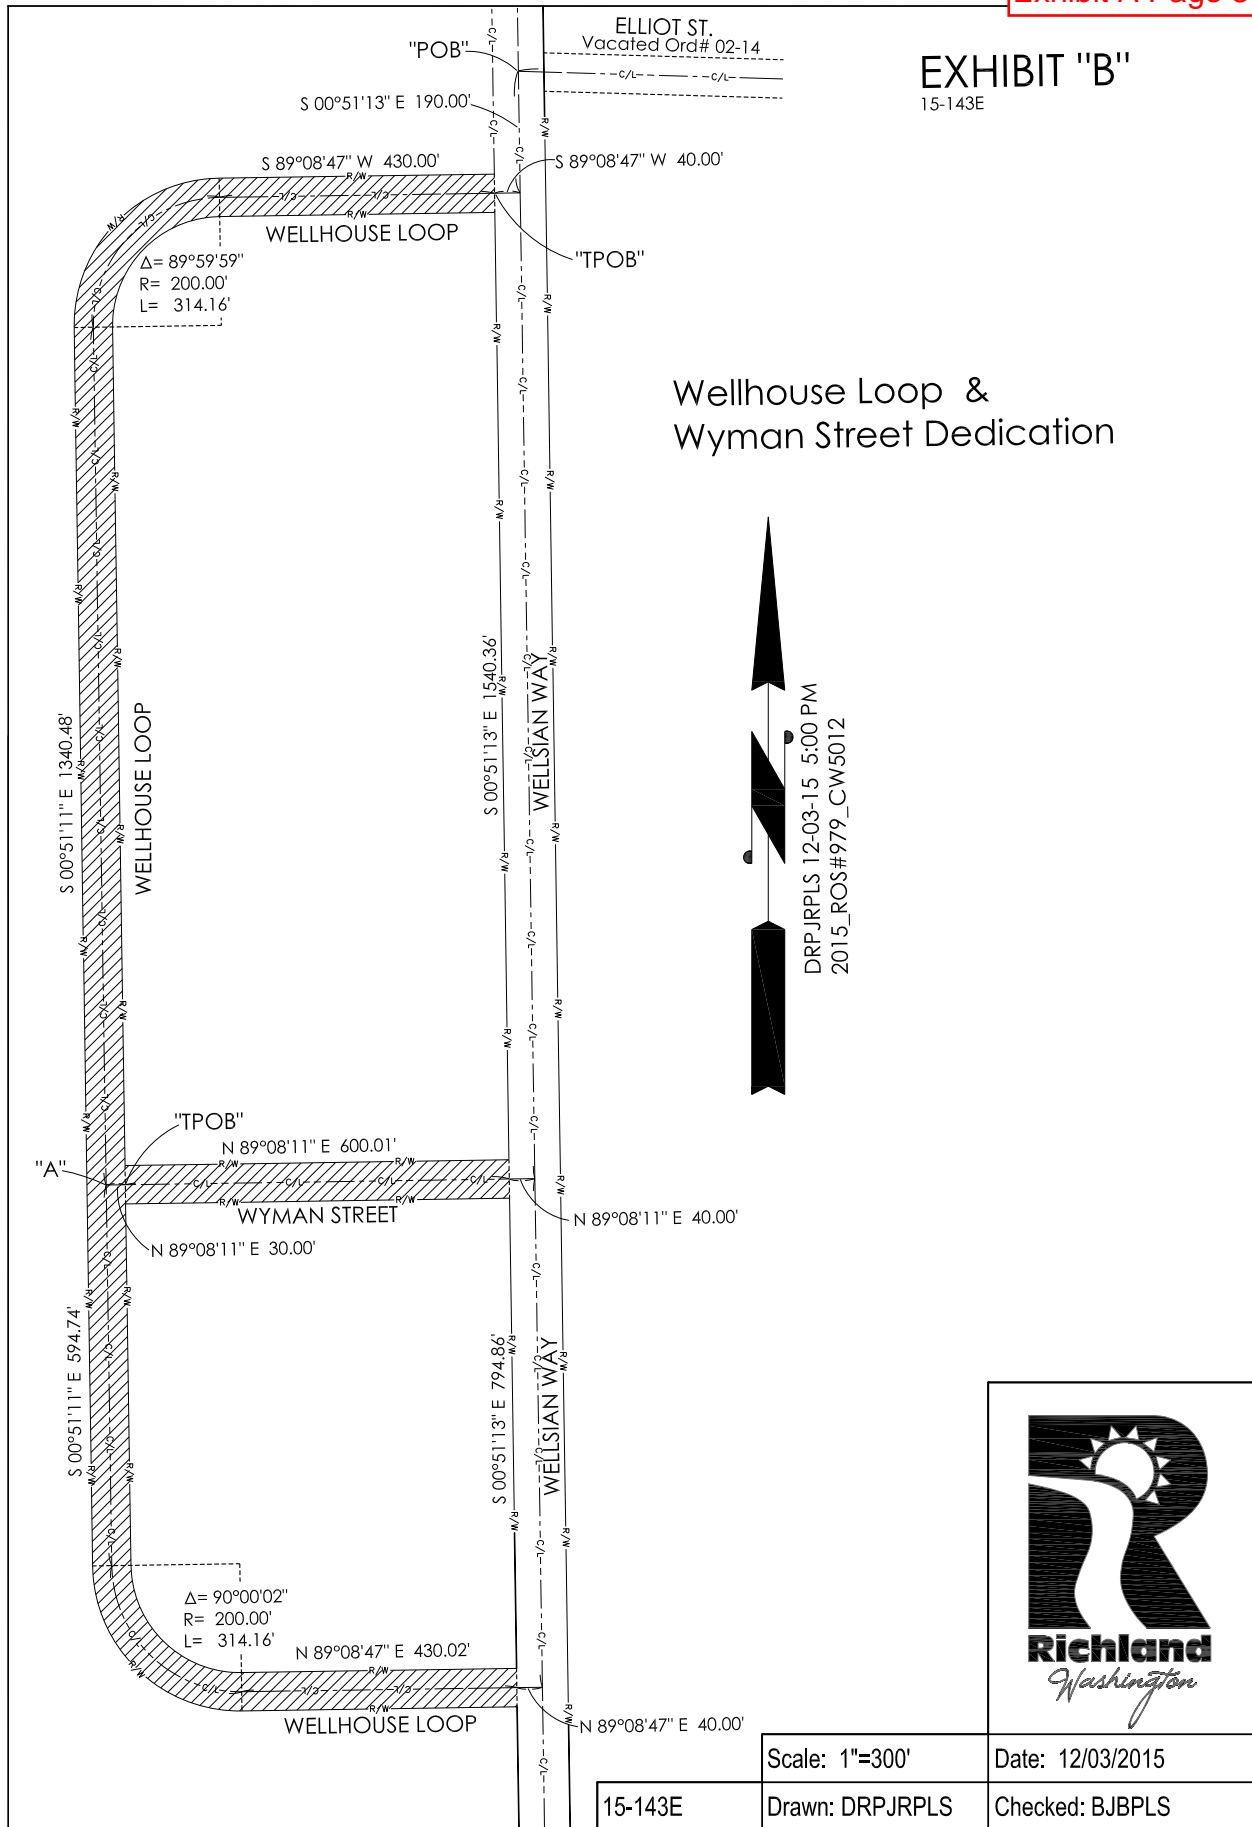 Exhibit A Page
ELLIOT ST.
Vacated Ord# 02-14
"POB"
EXHIBIT "B"
15-143E
S 00°51'13" E 190.00'
S 89°08'47" W 430.00'
S 89°08'47" W 40.00'
WELLHOUSE LOOP
"TPOB"
Δ= 89°59'59"
R= 200.00'
L= 314.16'
Wellhouse Loop &
Wyman Street Dedication
S 00°51'11" E 1340.48'
WELLHOUSE LOOP
S 00°51'13" E 1540.36'
WELLSIAN WAY
DRPJRPLS 12-03-15 5:00 PM
2015_ROS#979_CW5012
"TPOB"
N 89°08'11" E 600.01'
"A"
WYMAN STREET
N 89°08'11" E 40.00'
N 89°08'11" E 30.00'
S 00°51'11" E 594.74'
S 00°51'13" E 794.86'
WELLSIAN WAY
Δ= 90°00'02"
R= 200.00'
L= 314.16'
N 89°08'47" E 430.02'
WELLHOUSE LOOP
N 89°08'47" E 40.00'
Richland
Washington
Scale: 1"=300'
Date: 12/03/2015
15-143E
Drawn: DRPJRPLS
Checked: BJBPLS